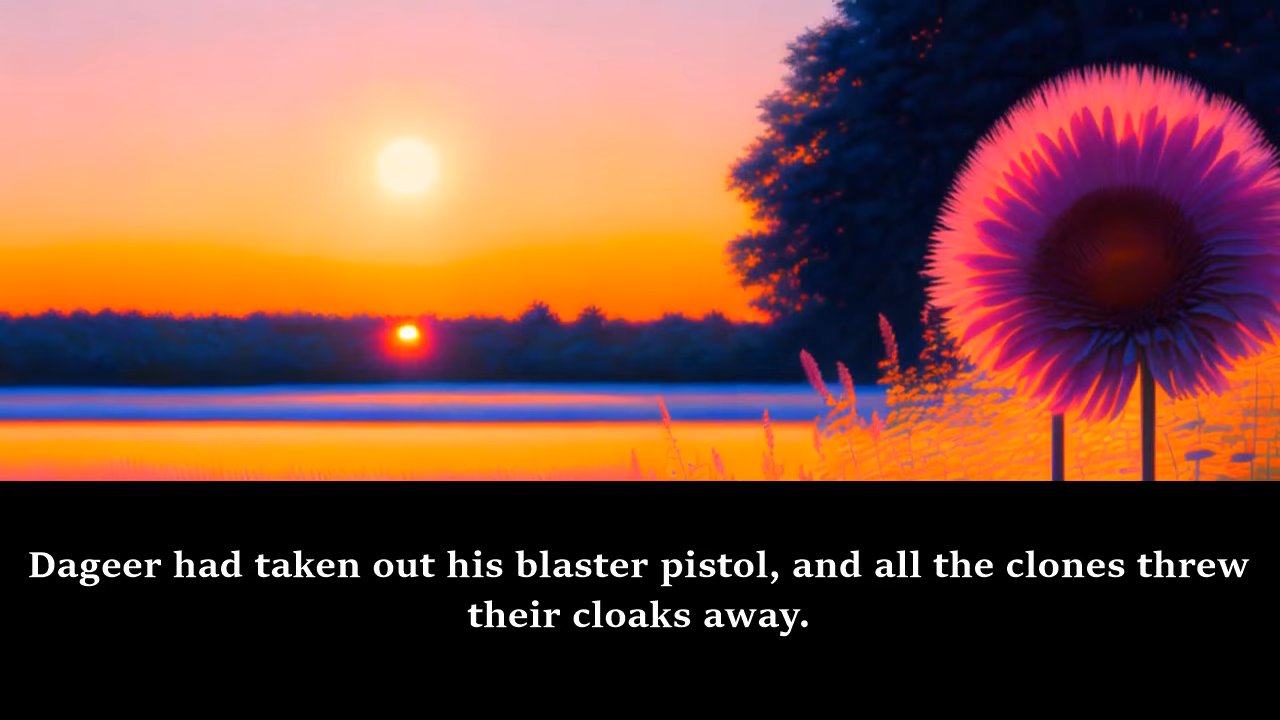 Dageer had taken out his blaster pistol, and all the clones threw
their cloaks away.